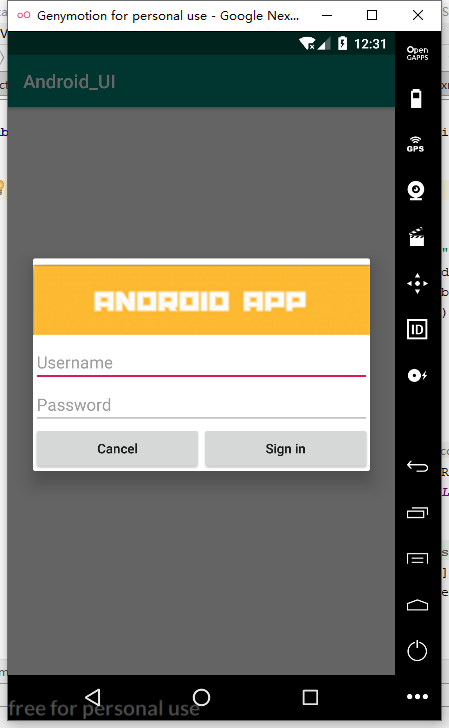 Genymotion for personal use - Google Nex...
12:31
Open
GAPPS
Android_UI
GPS
ANDROID APP
Username
ID
Password
Cancel
Sign in
free for personal use